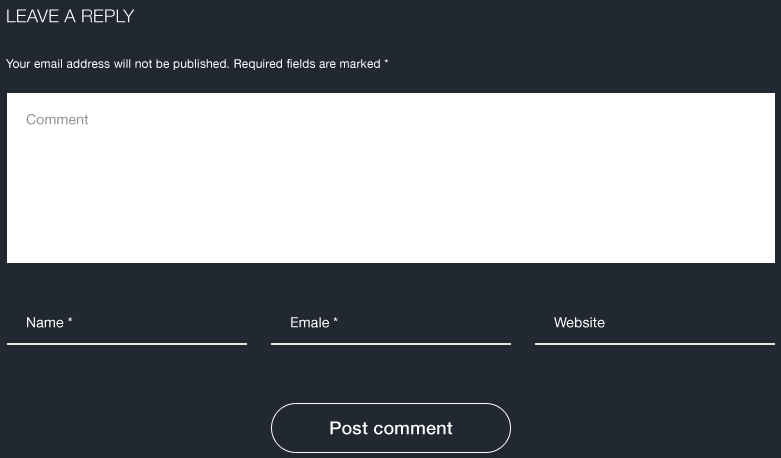 LEAVE A REPLY
Your email address will not be published. Required fields are marked *
Comment
Name * Emale * Website
Post comment